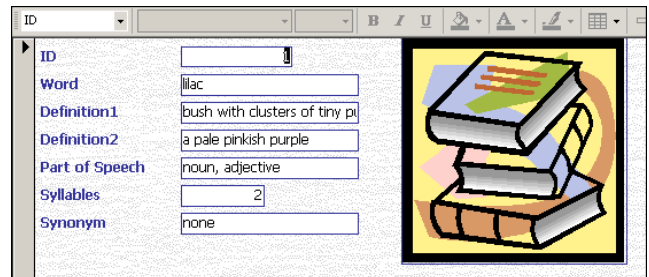 ID
B I U A
ID 1
Word lilac
Definition1 bush with clusters of tiny pu
Definition2 a pale pinkish purple
Part of Speech noun, adjective
Syllables 2
Synonym none